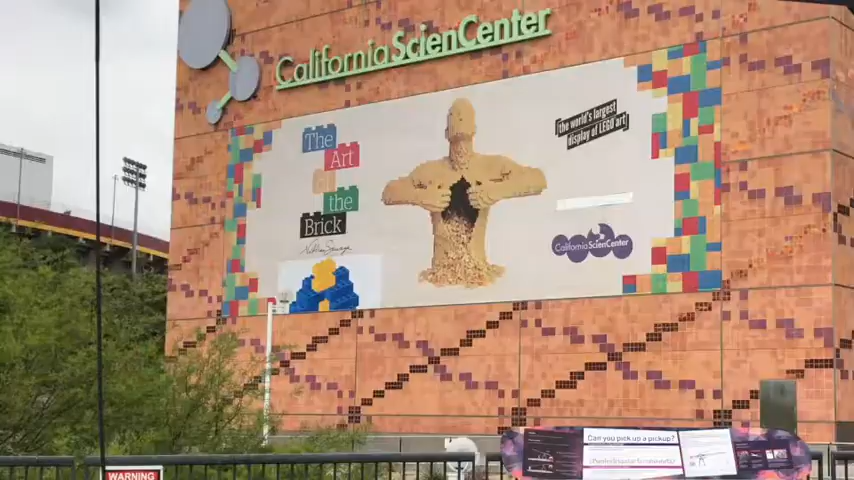 California ScienCenter
The
Art
of
the
Brick
the world's largest
display of LEGO art
California ScienCenter
Can you pick up a pickup?
WARNING